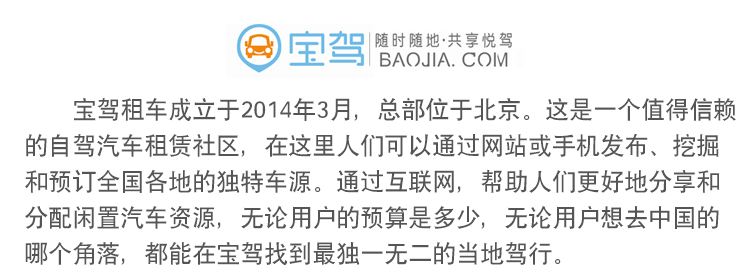 宝驾
随时随地·共享悦驾
BAOJIA.COM
宝驾租车成立于2014年3月，总部位于北京。这是一个值得信赖
的自驾汽车租赁社区，在这里人们可以通过网站或手机发布、挖掘
和预订全国各地的独特车源。通过互联网，帮助人们更好地分享和
分配闲置汽车资源，无论用户的预算是多少，无论用户想去中国的
哪个角落，都能在宝驾找到最独一无二的当地驾行。